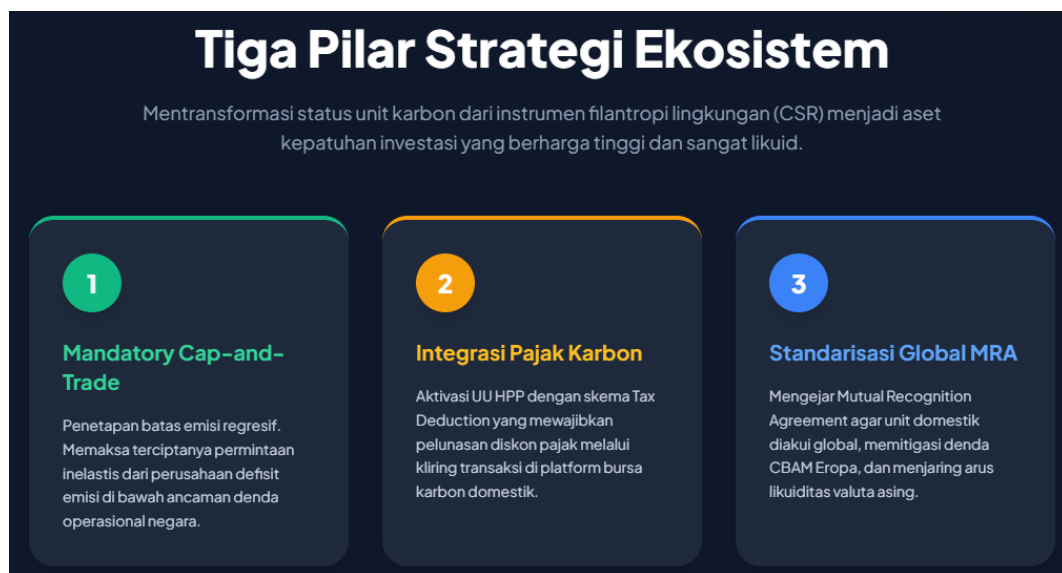 Tiga Pilar Strategi Ekosistem
Mentransformasi status unit karbon dari instrumen filantropi lingkungan (CSR) menjadi aset
kepatuhan investasi yang berharga tinggi dan sangat likuid.
1
Mandatory Cap-and-
Trade
Penetapan batas emisi regresif.
Memaksa terciptanya permintaan
inelastis dari perusahaan defisit
emisi di bawah ancaman denda
operasional negara.
2
Integrasi Pajak Karbon
Aktivasi UU HPP dengan skema Tax
Deduction yang mewajibkan
pelunasan diskon pajak melalui
kliring transaksi di platform bursa
karbon domestik.
3
Standarisasi Global MRA
Mengejar Mutual Recognition
Agreement agar unit domestik
diakui global, memitigasi denda
CBAM Eropa, dan menjaring arus
likuiditas valuta asing.